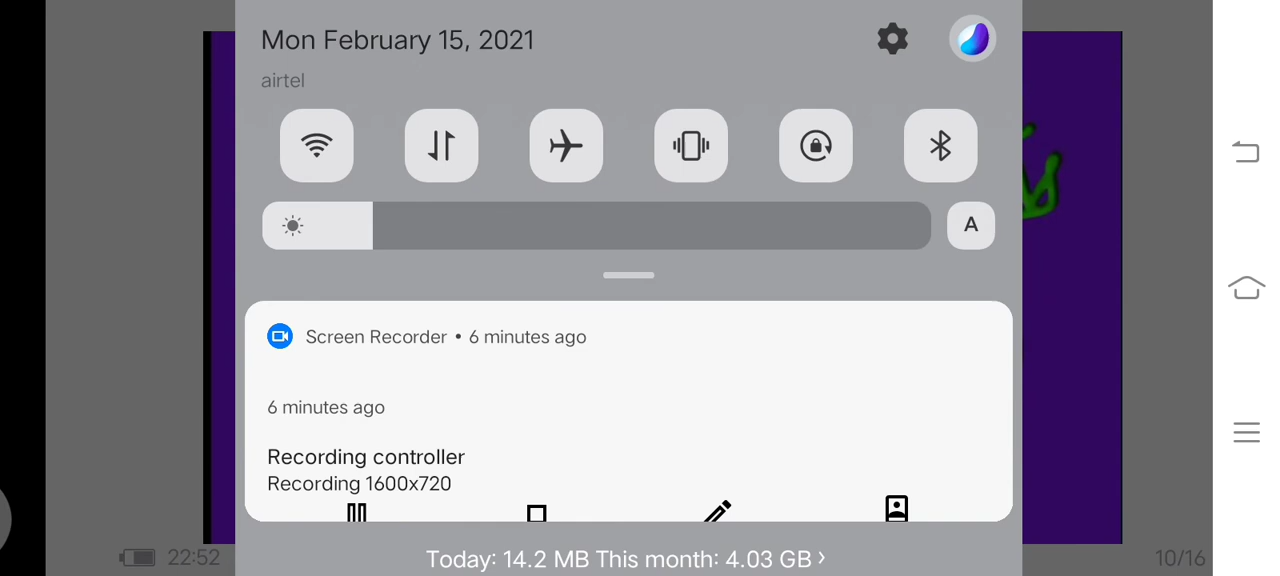 Mon February 15, 2021
airtel
A
Screen Recorder • 6 minutes ago
6 minutes ago
Recording controller
Recording 1600x720
Today: 14.2 MB This month: 4.03 GB ›
22:52
10/16